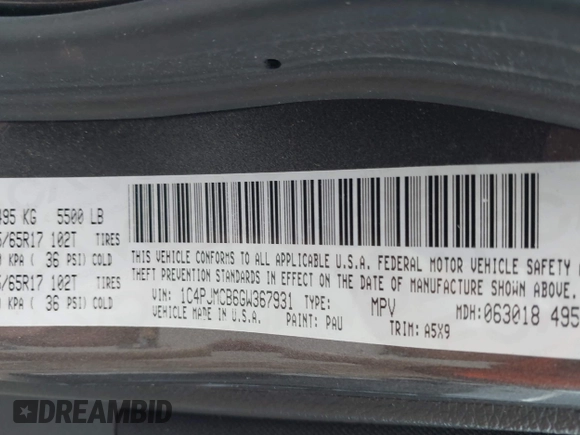 495 KG 5500 LB
/65R17 102T TIRES
KPA ( 36 PSI) COLD
/65R17 102T TIRES
KPA ( 36 PSI) COLD
THIS VEHICLE CONFORMS TO ALL APPLICABLE U.S.A. FEDERAL MOTOR VEHICLE SAFETY
THEFT PREVENTION STANDARDS IN EFFECT ON THE DATE OF MANUFACTURE SHOWN ABOVE.
VIN: 1C4PJMCB6GW367931 TYPE: MPV MDH:063018 495
VEHICLE MADE IN U.S.A. PAINT: PAU TRIM: A5X9
DREAMBID